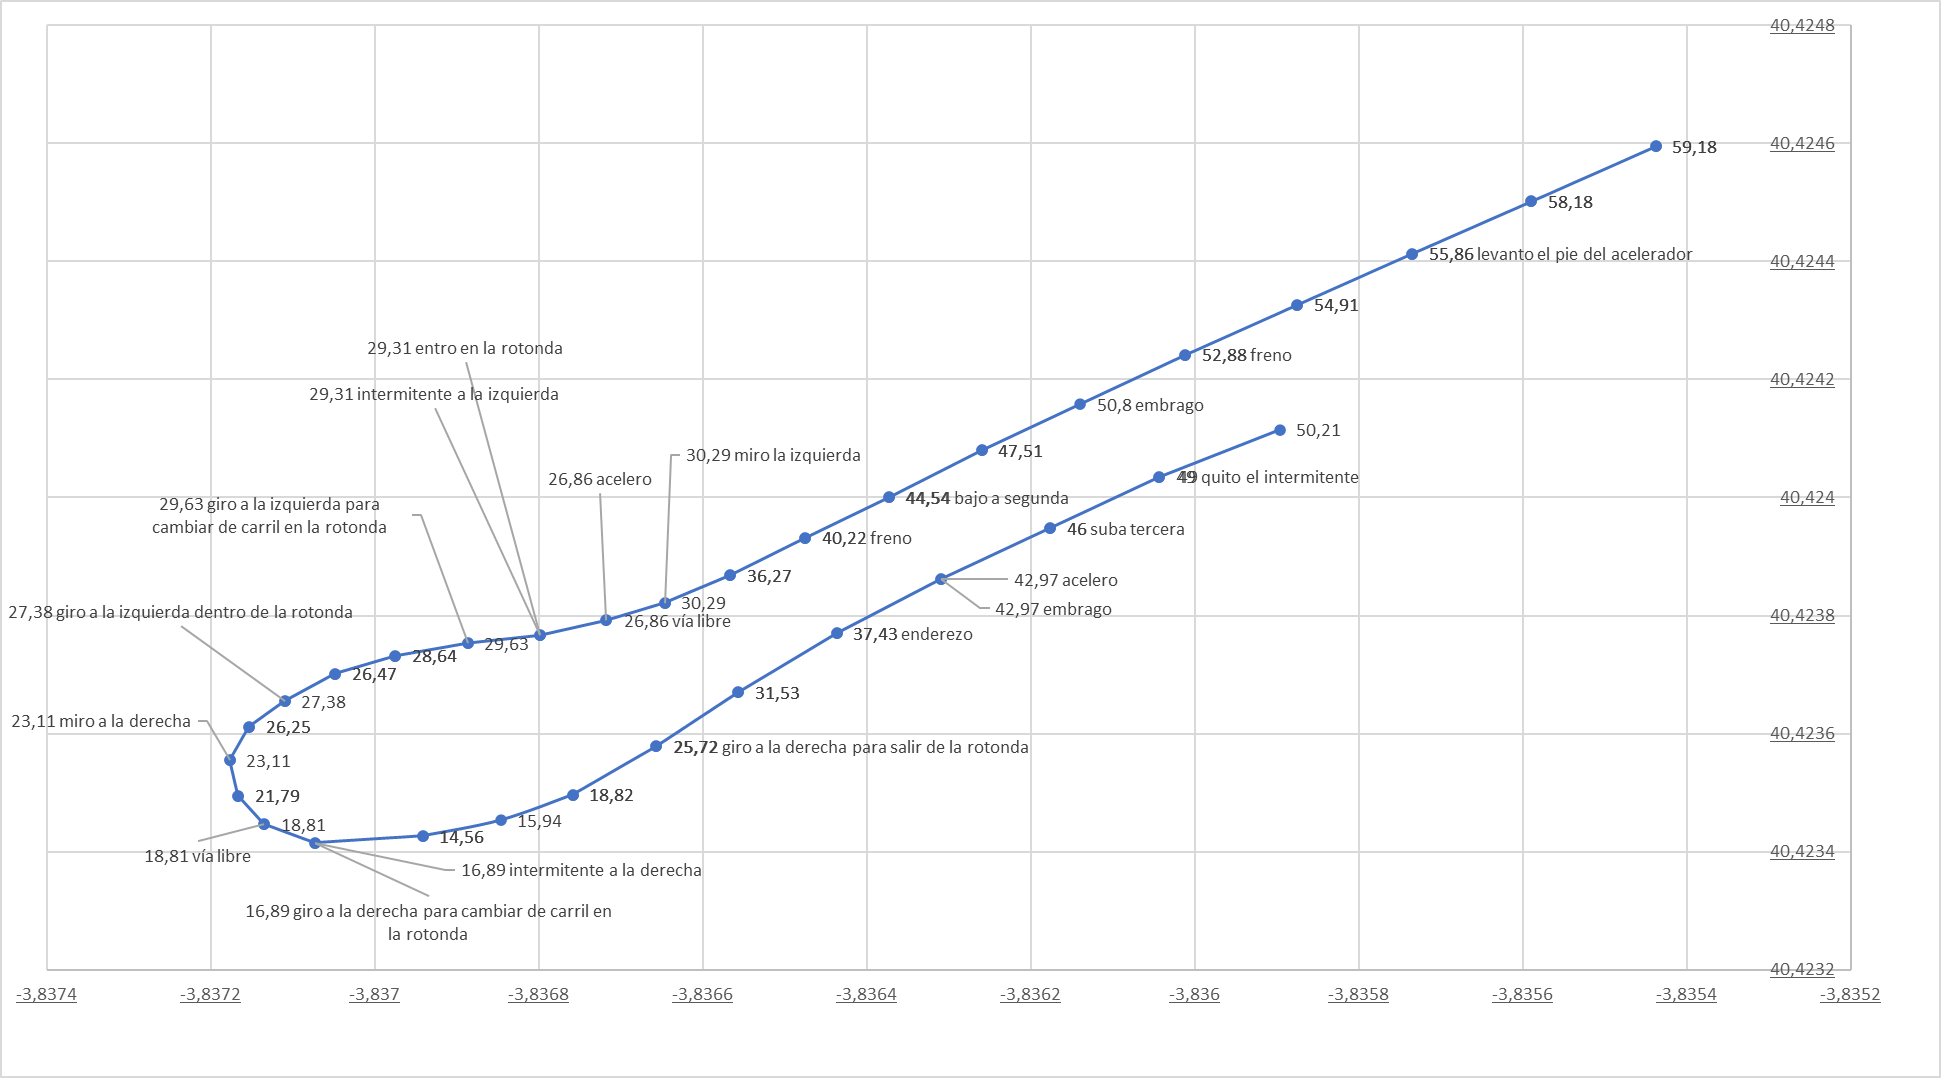 40,4248
40,4246
59,18
58,18
55,86 levanto el pie del acelerador
40,4244
54,91
29,31 entro en la rotonda
52,88 freno
40,4242
29,31 intermitente a la izquierda
50,8 embrago
50,21
47,51
30,29 miro la izquierda
26,86 acelero
49 quito el intermitente
40,424
44,54 bajo a segunda
29,63 giro a la izquierda para
cambiar de carril en la rotonda
46 suba tercera
40,22 freno
36,27
42,97 acelero
30,29
42,97 embrago
27,38 giro a la izquierda dentro de la rotonda
40,4238
26,86 vía libre
37,43 enderezo
29,63
28,64
26,47
31,53
27,38
23,11 miro a la derecha
26,25
40,4236
25,72 giro a la derecha para salir de la rotonda
23,11
21,79
18,82
15,94
18,81
14,56
40,4234
18,81 vía libre
16,89 intermitente a la derecha
16,89 giro a la derecha para cambiar de carril en
la rotonda
40,4232
-3,8374
-3,8372
-3,837
-3,8368
-3,8366
-3,8364
-3,8362
-3,836
-3,8358
-3,8356
-3,8354
-3,8352